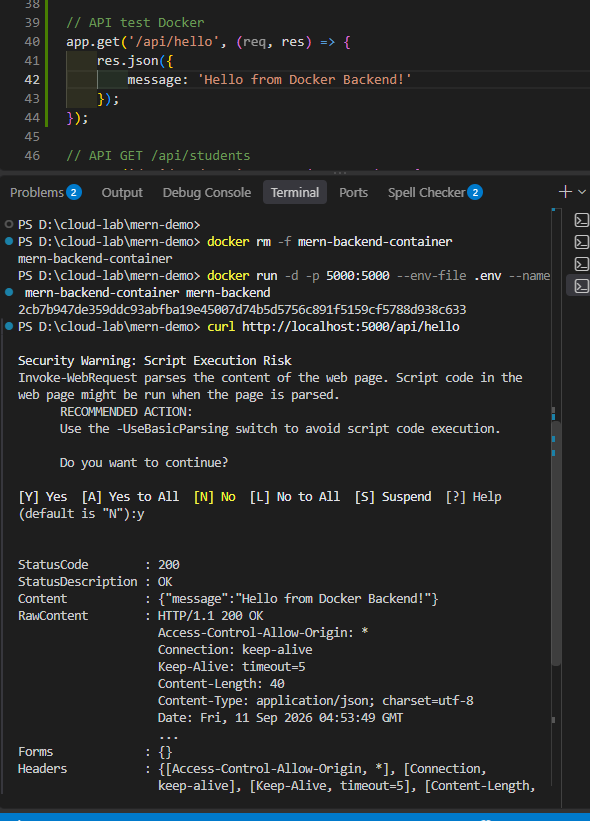 38
39 // API test Docker
40 app.get('/api/hello', (req, res) => {
41 res.json({
42 message: 'Hello from Docker Backend!'
43 });
44 });
45
46 // API GET /api/students
Problems 2 Output Debug Console Terminal Ports Spell Checker 2
PS D:\cloud-lab\mern-demo>
PS D:\cloud-lab\mern-demo> docker rm -f mern-backend-container
mern-backend-container
PS D:\cloud-lab\mern-demo> docker run -d -p 5000:5000 --env-file .env --name
mern-backend-container mern-backend
2cb7b947de359ddc93abfba19e45007d74b5d5756c891f5159cf5788d938c633
PS D:\cloud-lab\mern-demo> curl http://localhost:5000/api/hello
Security Warning: Script Execution Risk
Invoke-WebRequest parses the content of the web page. Script code in the
web page might be run when the page is parsed.
RECOMMENDED ACTION:
Use the -UseBasicParsing switch to avoid script code execution.
Do you want to continue?
[Y] Yes [A] Yes to All [N] No [L] No to All [S] Suspend [?] Help
(default is "N"):y
StatusCode : 200
StatusDescription : OK
Content : {"message":"Hello from Docker Backend!"}
RawContent : HTTP/1.1 200 OK
Access-Control-Allow-Origin: *
Connection: keep-alive
Keep-Alive: timeout=5
Content-Length: 40
Content-Type: application/json; charset=utf-8
Date: Fri, 11 Sep 2026 04:53:49 GMT
...
Forms : {}
Headers : {[Access-Control-Allow-Origin, *], [Connection,
keep-alive], [Keep-Alive, timeout=5], [Content-Length,